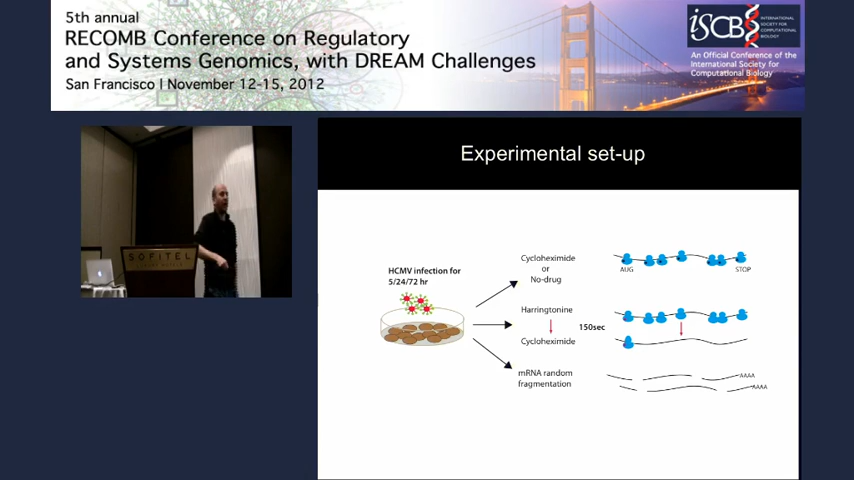 5th annual
RECOMB Conference on Regulatory
and Systems Genomics, with DREAM Challenges
San Francisco | November 12-15, 2012
iSCB
INTERNATIONAL
SOCIETY FOR
COMPUTATIONAL
BIOLOGY
An Official Conference of the
International Society for
Computational Biology
SOFITEL
Experimental set-up
HCMV infection for
5/24/72 hr
Cycloheximide
or
No-drug
AUG
STOP
Harringtonine
150sec
Cycloheximide
mRNA random
fragmentation
AAAA
AAAA